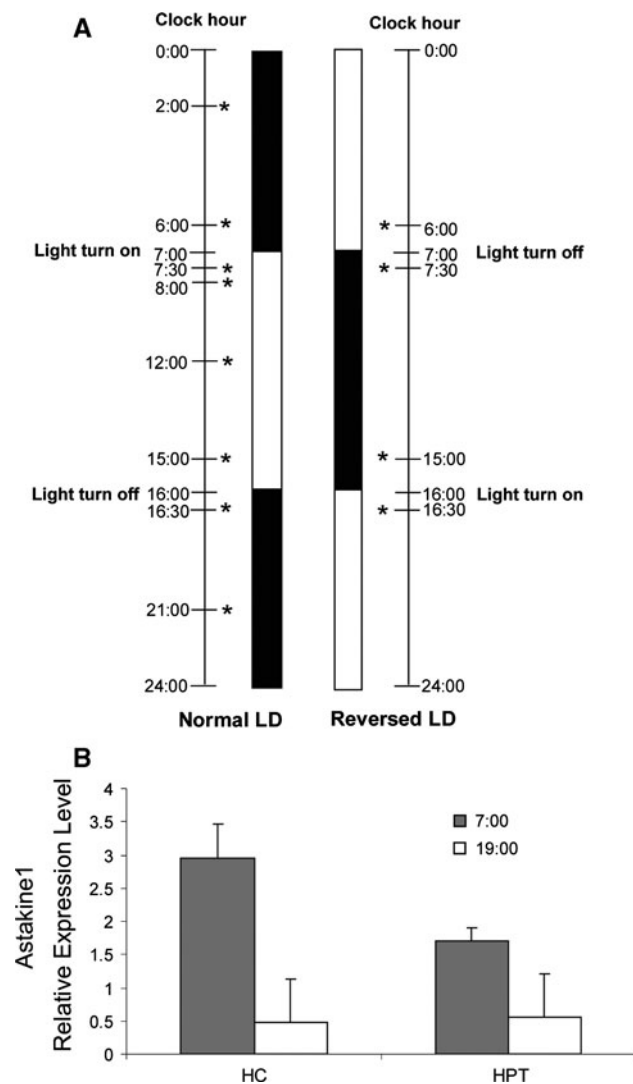 A
Clock hour
Clock hour
0:00
0:00
2:00 *
6:00 *
* 6:00
Light turn on
7:00
7:00
Light turn off
7:30 *
* 7:30
8:00 *
12:00 *
15:00 *
* 15:00
Light turn off
16:00
16:00
Light turn on
16:30 *
* 16:30
21:00 *
24:00
24:00
Normal LD
Reversed LD
B
Astakine1
Relative Expression Level
4
3.5
3
2.5
2
1.5
1
0.5
0
7:00
19:00
HC
HPT